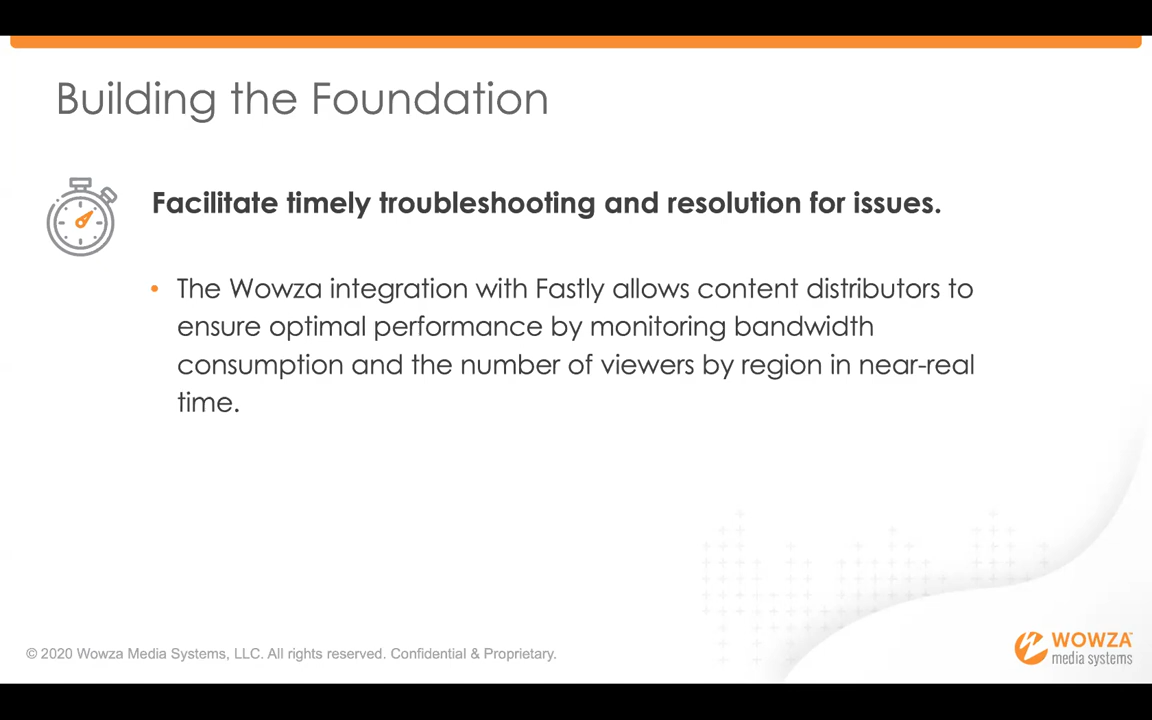 Building the Foundation
Facilitate timely troubleshooting and resolution for issues.
• The Wowza integration with Fastly allows content distributors to
ensure optimal performance by monitoring bandwidth
consumption and the number of viewers by region in near-real
time.
© 2020 Wowza Media Systems, LLC. All rights reserved. Confidential & Proprietary.
WOWZA™
media systems